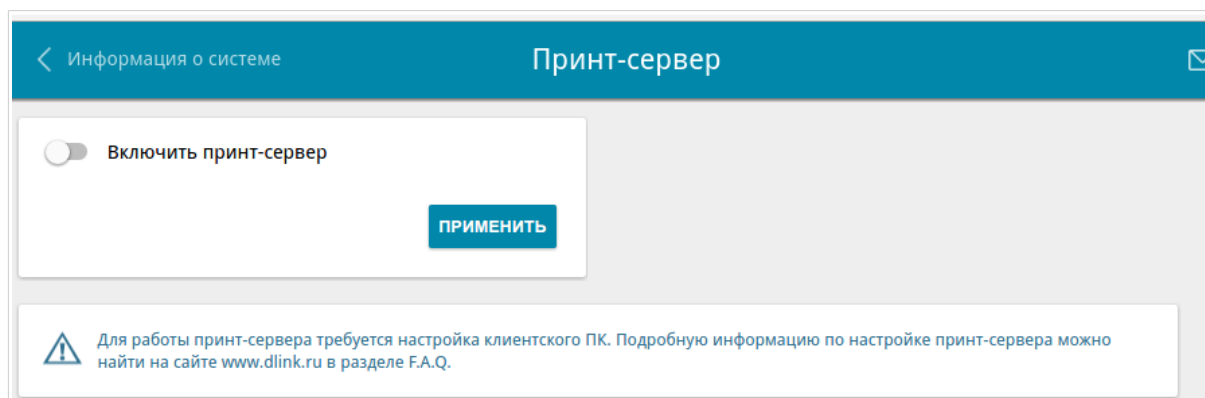 Информация о системе
Принт-сервер
Включить принт-сервер
ПРИМЕНИТЬ
Для работы принт-сервера требуется настройка клиентского ПК. Подробную информацию по настройке принт-сервера можно
найти на сайте www.dlink.ru в разделе F.A.Q.